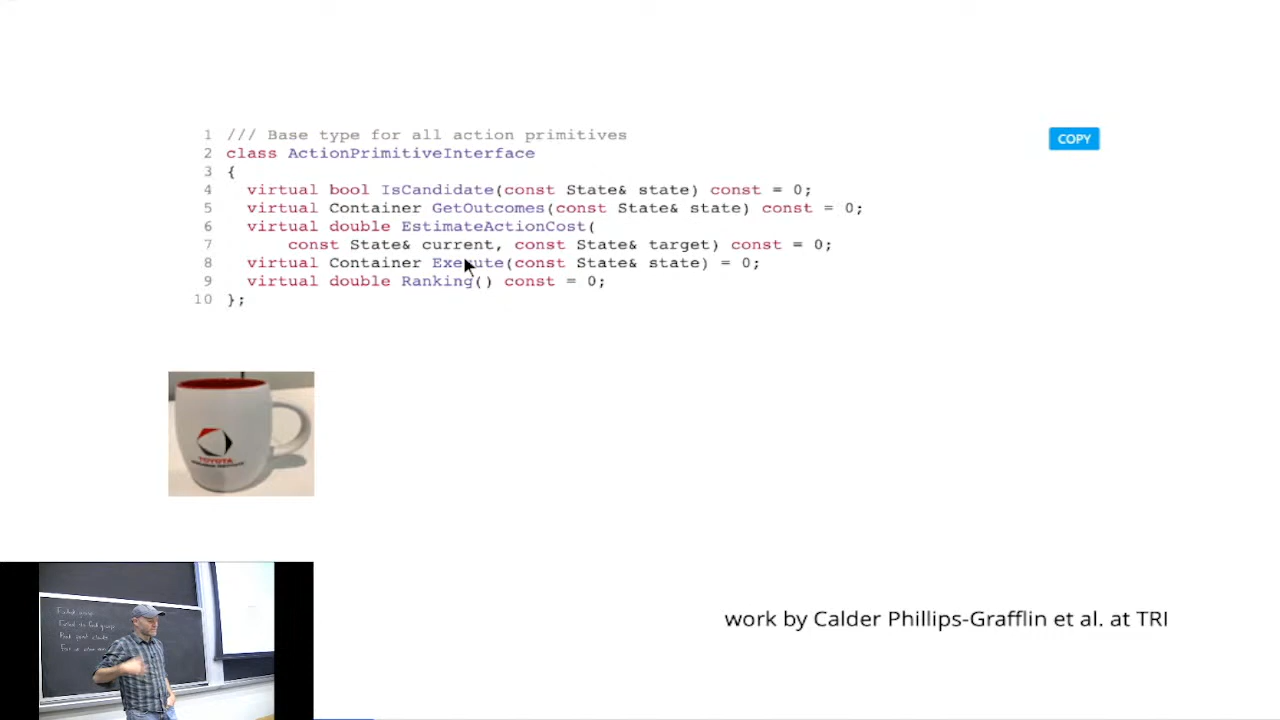 1 /// Base type for all action primitives
2 class ActionPrimitiveInterface
3 {
4 virtual bool IsCandidate(const State& state) const = 0;
5 virtual Container GetOutcomes(const State& state) const = 0;
6 virtual double EstimateActionCost(
7 const State& current, const State& target) const = 0;
8 virtual Container Execute(const State& state) = 0;
9 virtual double Ranking() const = 0;
10 };
COPY
TOYOTA
work by Calder Phillips-Grafflin et al. at TRI